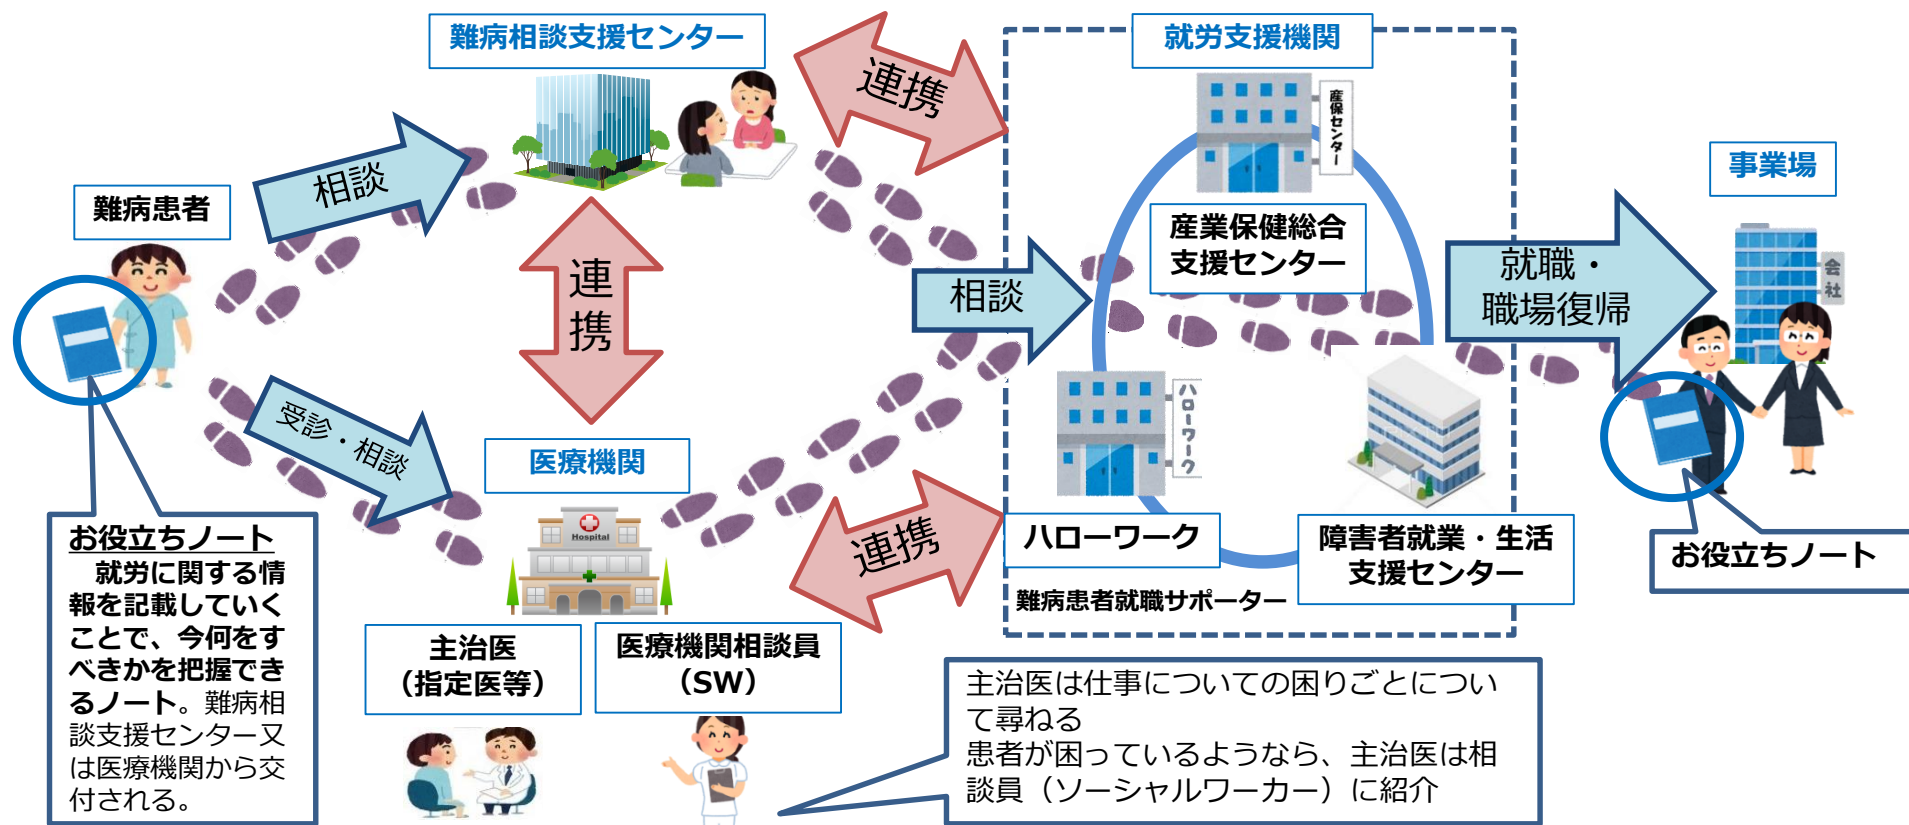 難病相談支援センター
連携
就労支援機関
産保センター
産業保健総合
支援センター
事業場
会社
難病患者
相談
連
携
相談
就職・
職場復帰
受診・相談
医療機関
Hospital
連携
ハローワーク
ハローワーク
障害者就業・生活
支援センター
難病患者就職サポーター
お役立ちノート
お役立ちノート
就労に関する情
報を記載していく
ことで、今何をす
べきかを把握でき
るノート。難病相
談支援センター又
は医療機関から交
付される。
主治医
（指定医等）
医療機関相談員
（SW）
主治医は仕事についての困りごとについ
て尋ねる
患者が困っているようなら、主治医は相
談員（ソーシャルワーカー）に紹介